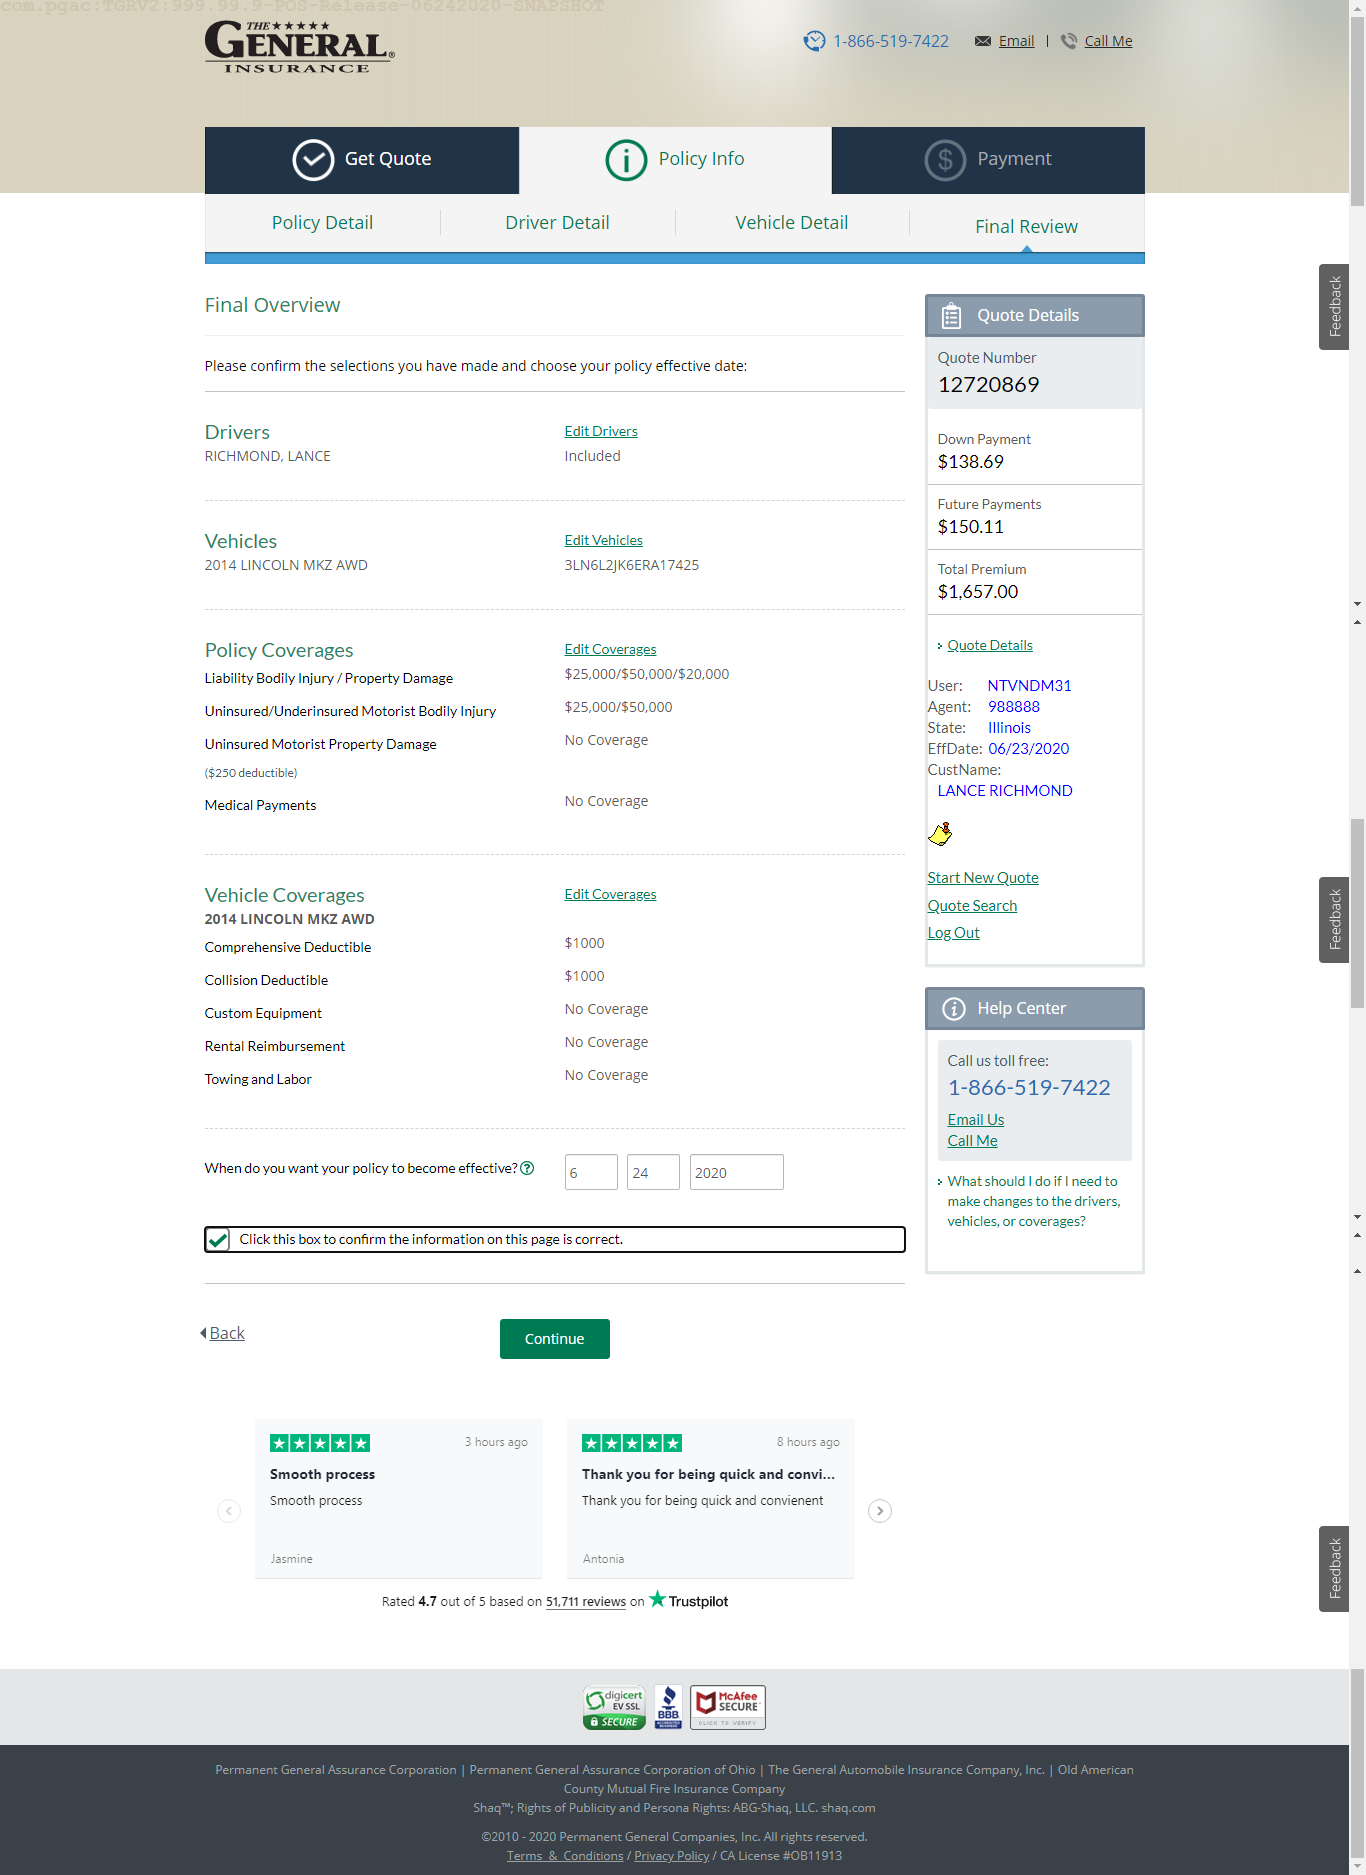 com.pgac:TGRV2:999.99.9-POS-Release-06242020-SNAPSHOT
THE
GENERAL®
INSURANCE
1-866-519-7422
Email | Call Me
Get Quote
Policy Info
$ Payment
Policy Detail
Driver Detail
Vehicle Detail
Final Review
Final Overview
Please confirm the selections you have made and choose your policy effective date:
Drivers Edit Drivers
RICHMOND, LANCE Included
Vehicles Edit Vehicles
2014 LINCOLN MKZ AWD 3LN6L2JK6ERA17425
Policy Coverages Edit Coverages
Liability Bodily Injury / Property Damage $25,000/$50,000/$20,000
Uninsured/Underinsured Motorist Bodily Injury $25,000/$50,000
Uninsured Motorist Property Damage No Coverage
($250 deductible)
Medical Payments No Coverage
Vehicle Coverages Edit Coverages
2014 LINCOLN MKZ AWD
Comprehensive Deductible $1000
Collision Deductible $1000
Custom Equipment No Coverage
Rental Reimbursement No Coverage
Towing and Labor No Coverage
When do you want your policy to become effective? ? 6 24 2020
Click this box to confirm the information on this page is correct.
Back
Continue
Quote Details
Quote Number
12720869
Down Payment
$138.69
Future Payments
$150.11
Total Premium
$1,657.00
Quote Details
User: NTVNDM31
Agent: 988888
State: Illinois
EffDate: 06/23/2020
CustName:
LANCE RICHMOND
Start New Quote
Quote Search
Log Out
Help Center
Call us toll free:
1-866-519-7422
Email Us
Call Me
What should I do if I need to
make changes to the drivers,
vehicles, or coverages?
Feedback
Feedback
Feedback
3 hours ago
Smooth process
Smooth process
Jasmine
8 hours ago
Thank you for being quick and convi...
Thank you for being quick and convienent
Antonia
Rated 4.7 out of 5 based on 51,711 reviews on Trustpilot
digicert
EV SSL
SECURE
BBB
ACCREDITED
BUSINESS
McAfee
SECURE
CLICK TO VERIFY
Permanent General Assurance Corporation | Permanent General Assurance Corporation of Ohio | The General Automobile Insurance Company, Inc. | Old American
County Mutual Fire Insurance Company
Shaq™; Rights of Publicity and Persona Rights: ABG-Shaq, LLC. shaq.com
©2010 - 2020 Permanent General Companies, Inc. All rights reserved.
Terms & Conditions / Privacy Policy / CA License #OB11913